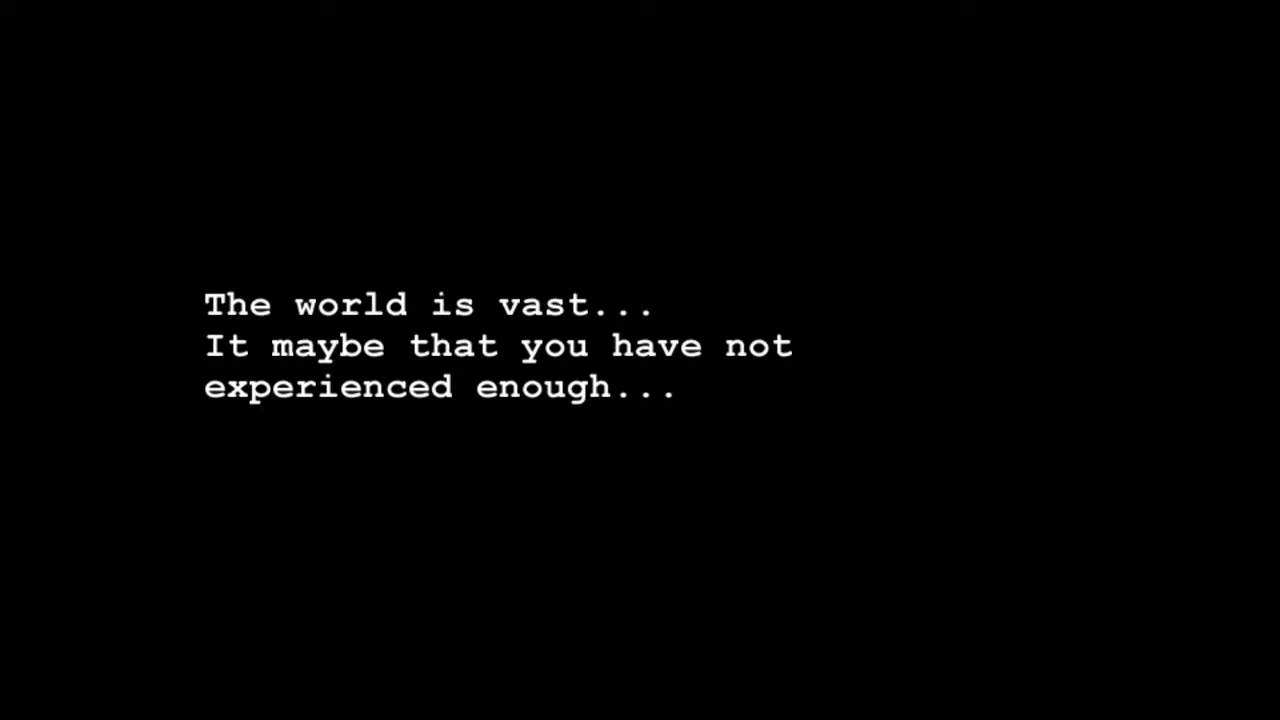 The world is vast...
It maybe that you have not
experienced enough...